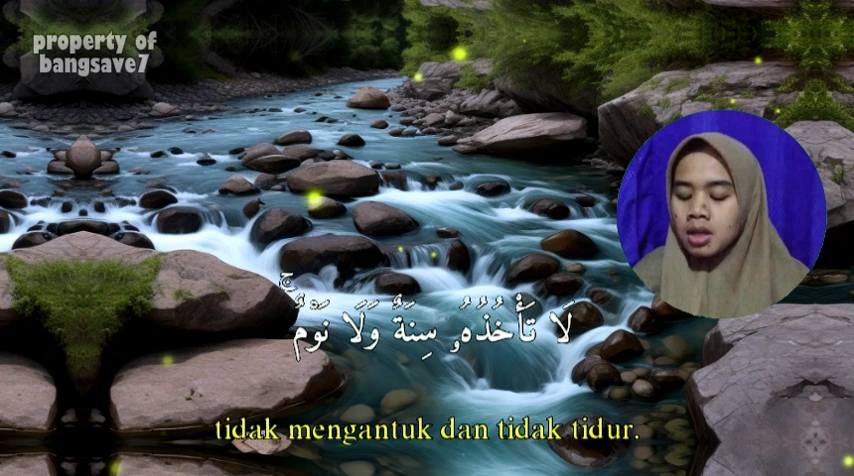 property of
bangsave7
لَا تَأْخُذُهُۥ سِنَةٌ وَلَا نَوْمٌ ۚ
tidak mengantuk dan tidak tidur.